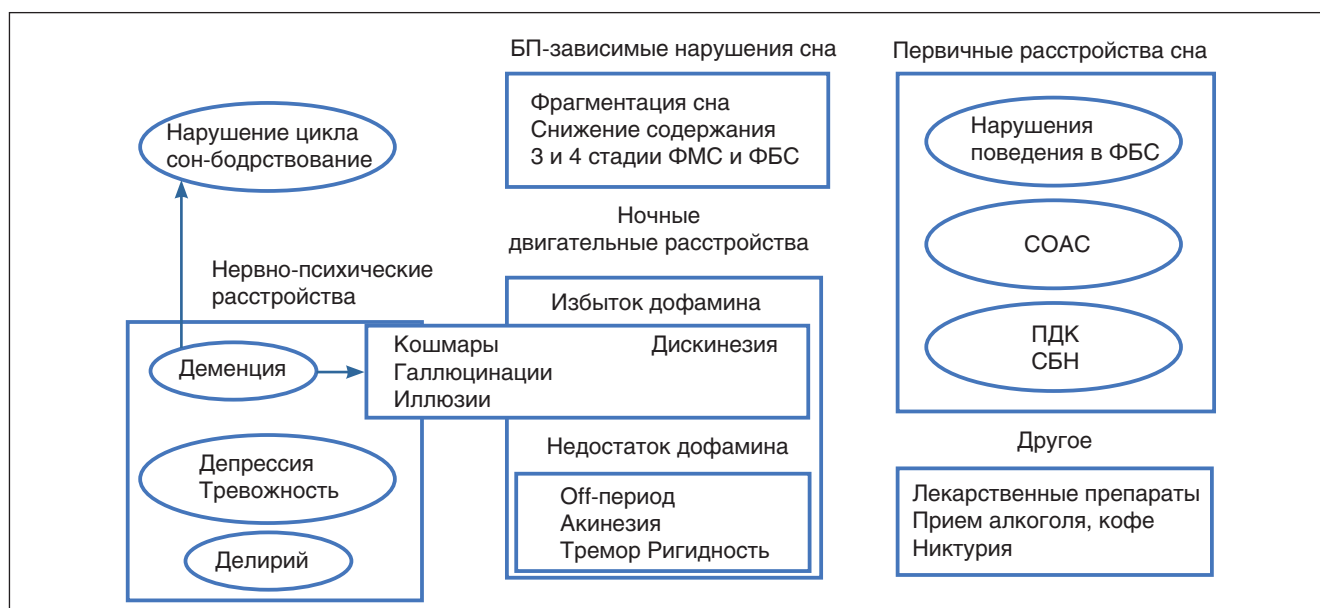 БП-зависимые нарушения сна
Фрагментация сна
Снижение содержания
3 и 4 стадии ФМС и ФБС
Первичные расстройства сна
Нарушения
поведения в ФБС
СОАС
ПДК
СБН
Нарушение цикла
сон-бодрствование
Нервно-психические
расстройства
Деменция
Депрессия
Тревожность
Делирий
Ночные
двигательные расстройства
Избыток дофамина
Кошмары Дискинезия
Галлюцинации
Иллюзии
Недостаток дофамина
Off-период
Акинезия
Тремор Ригидность
Другое
Лекарственные препараты
Прием алкоголя, кофе
Никтурия